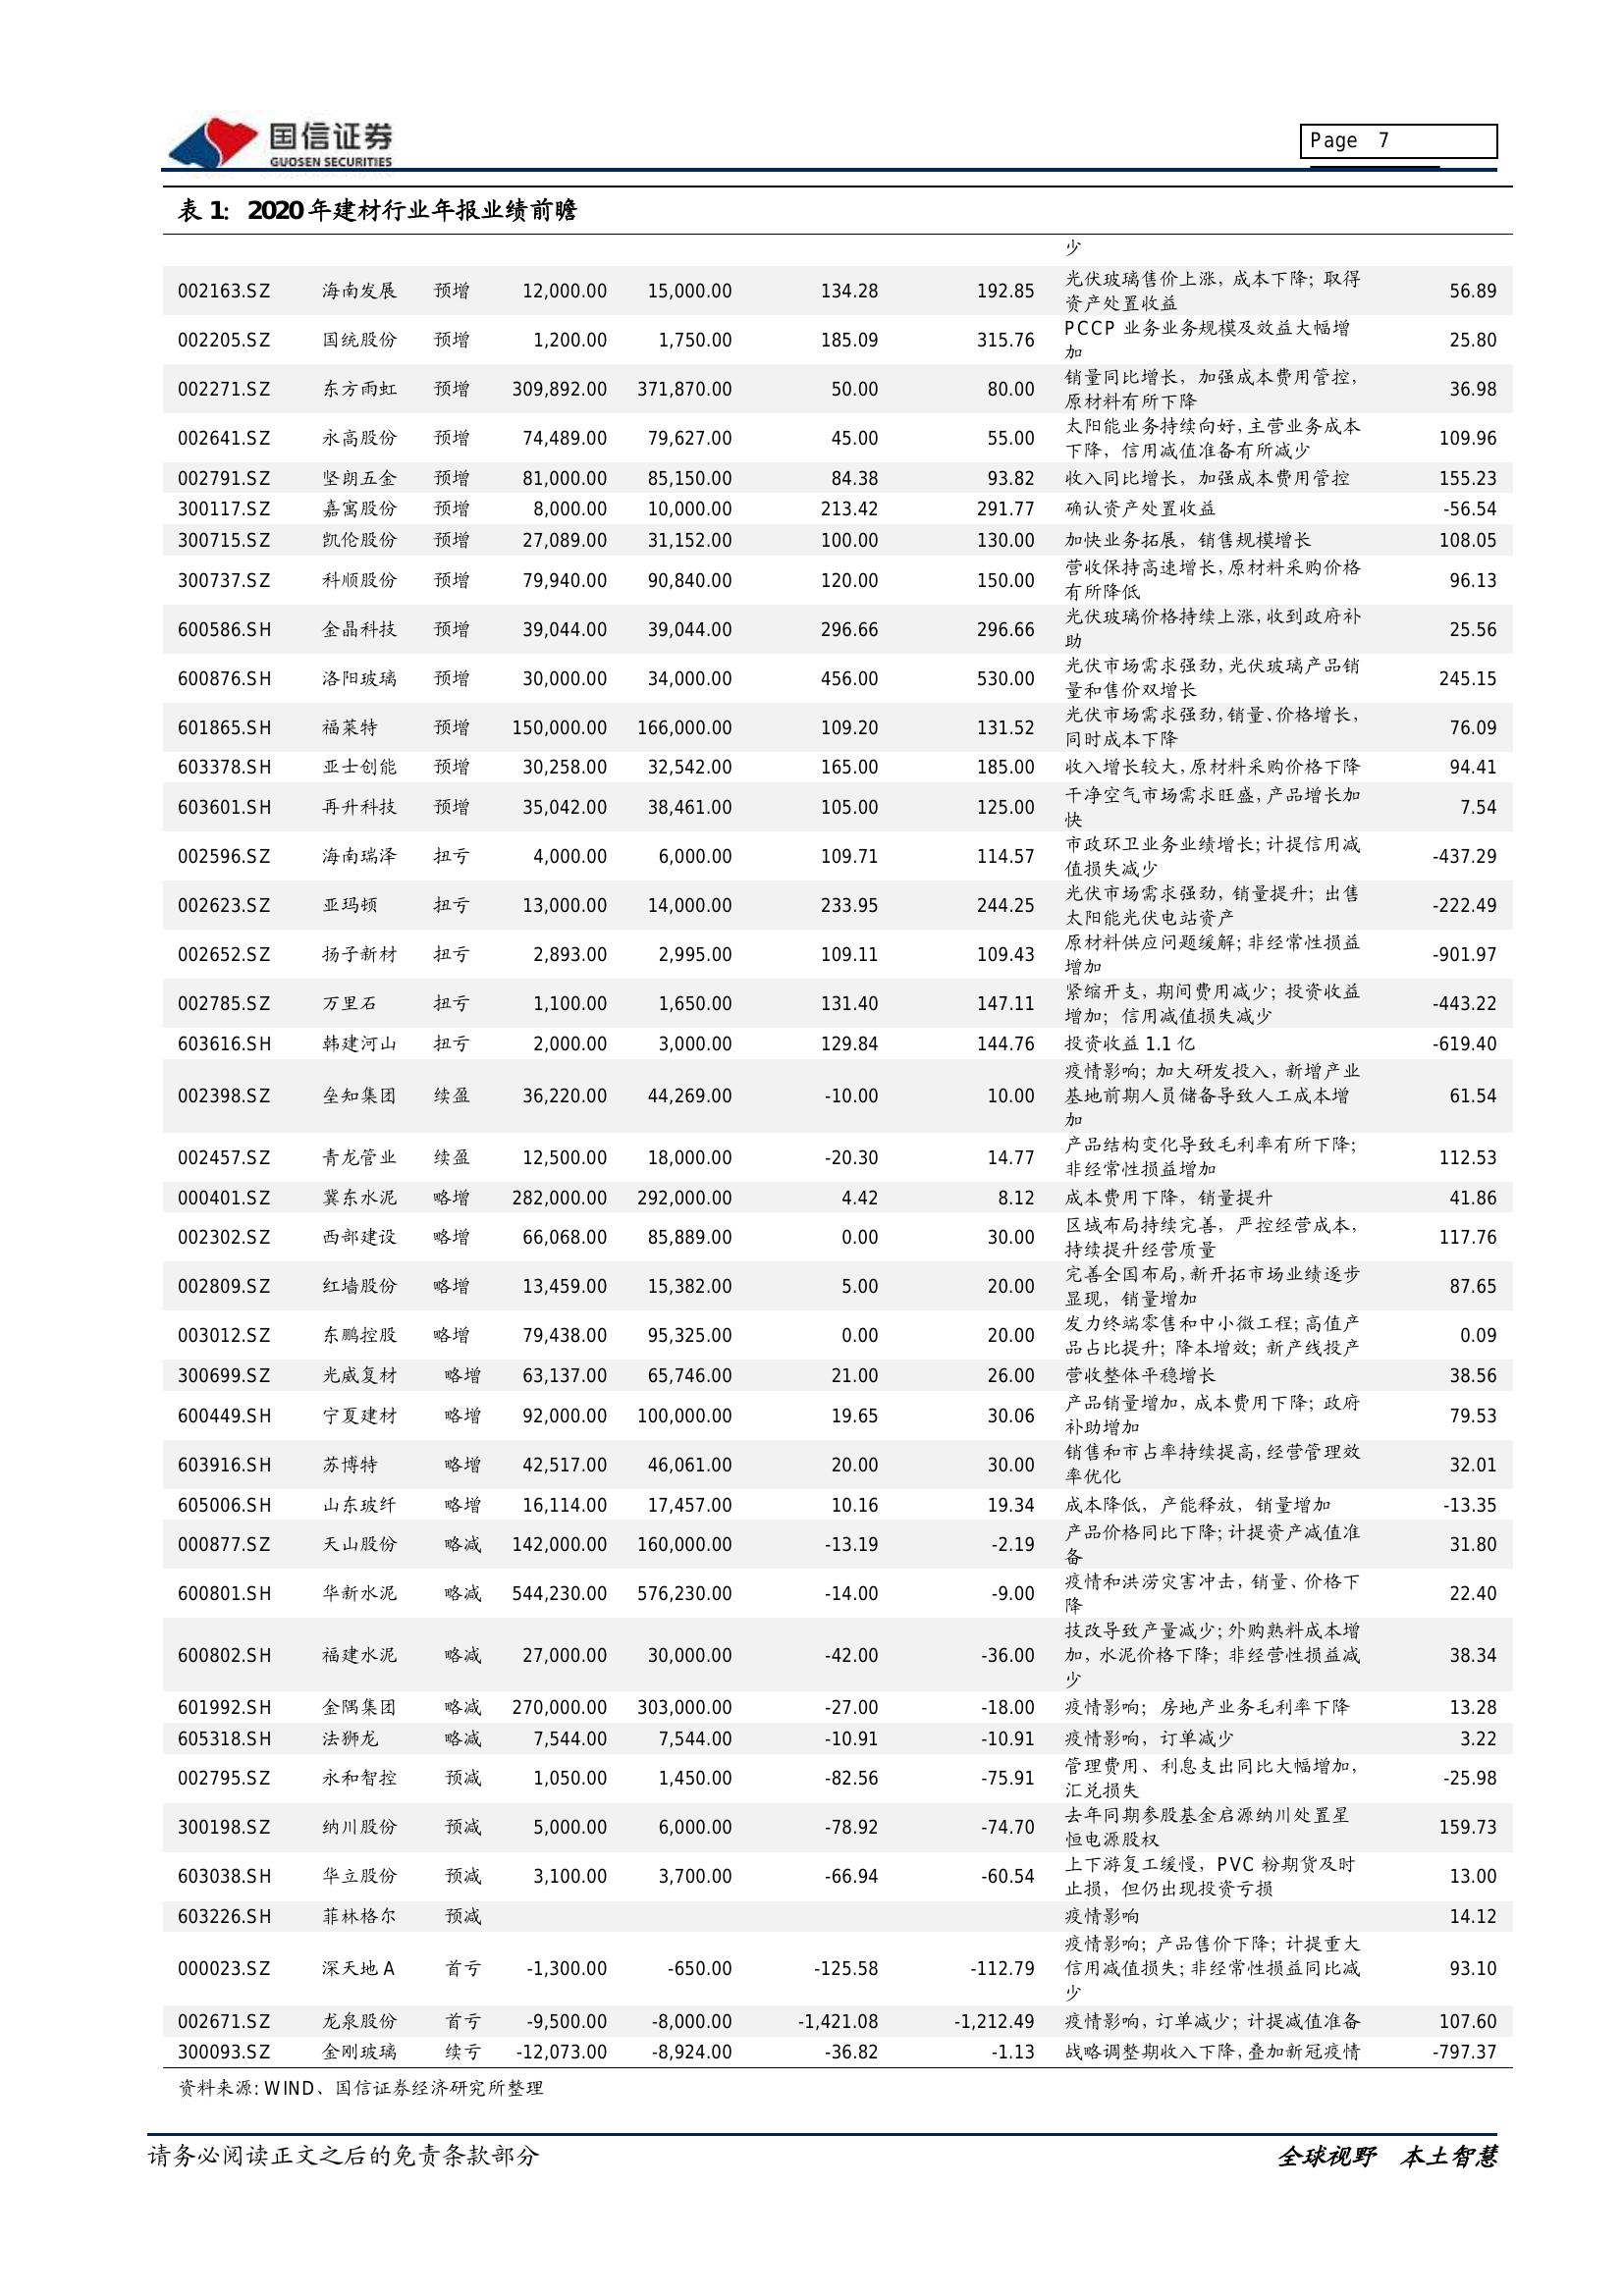 国信证券
GUOSEN SECURITIES
Page 7
表 1: 2020 年建材行业年报业绩前瞻
少
002163.SZ 海南发展 预增 12,000.00 15,000.00 134.28 192.85 光伏玻璃售价上涨，成本下降；取得 56.89
资产处置收益
002205.SZ 国统股份 预增 1,200.00 1,750.00 185.09 315.76 PCCP 业务业务规模及效益大幅增 25.80
加
002271.SZ 东方雨虹 预增 309,892.00 371,870.00 50.00 80.00 销量同比增长，加强成本费用管控， 36.98
原材料有所下降
002641.SZ 永高股份 预增 74,489.00 79,627.00 45.00 55.00 太阳能业务持续向好，主营业务成本 109.96
下降，信用减值准备有所减少
002791.SZ 坚朗五金 预增 81,000.00 85,150.00 84.38 93.82 收入同比增长，加强成本费用管控 155.23
300117.SZ 嘉寓股份 预增 8,000.00 10,000.00 213.42 291.77 确认资产处置收益 -56.54
300715.SZ 凯伦股份 预增 27,089.00 31,152.00 100.00 130.00 加快业务拓展，销售规模增长 108.05
300737.SZ 科顺股份 预增 79,940.00 90,840.00 120.00 150.00 营收保持高速增长，原材料采购价格 96.13
有所降低
600586.SH 金晶科技 预增 39,044.00 39,044.00 296.66 296.66 光伏玻璃价格持续上涨，收到政府补 25.56
助
600876.SH 洛阳玻璃 预增 30,000.00 34,000.00 456.00 530.00 光伏市场需求强劲，光伏玻璃产品销 245.15
量和售价双增长
601865.SH 福莱特 预增 150,000.00 166,000.00 109.20 131.52 光伏市场需求强劲，销量、价格增长， 76.09
同时成本下降
603378.SH 亚士创能 预增 30,258.00 32,542.00 165.00 185.00 收入增长较大，原材料采购价格下降 94.41
603601.SH 再升科技 预增 35,042.00 38,461.00 105.00 125.00 干净空气市场需求旺盛，产品增长加 7.54
快
002596.SZ 海南瑞泽 扭亏 4,000.00 6,000.00 109.71 114.57 市政环卫业务业绩增长；计提信用减 -437.29
值损失减少
002623.SZ 亚玛顿 扭亏 13,000.00 14,000.00 233.95 244.25 光伏市场需求强劲，销量提升；出售 -222.49
太阳能光伏电站资产
002652.SZ 扬子新材 扭亏 2,893.00 2,995.00 109.11 109.43 原材料供应问题缓解；非经常性损益 -901.97
增加
002785.SZ 万里石 扭亏 1,100.00 1,650.00 131.40 147.11 紧缩开支，期间费用减少；投资收益 -443.22
增加；信用减值损失减少
603616.SH 韩建河山 扭亏 2,000.00 3,000.00 129.84 144.76 投资收益 1.1 亿 -619.40
002398.SZ 垒知集团 续盈 36,220.00 44,269.00 -10.00 10.00 疫情影响；加大研发投入，新增产业 61.54
基地前期人员储备导致人工成本增
加
002457.SZ 青龙管业 续盈 12,500.00 18,000.00 -20.30 14.77 产品结构变化导致毛利率有所下降； 112.53
非经常性损益增加
000401.SZ 冀东水泥 略增 282,000.00 292,000.00 4.42 8.12 成本费用下降，销量提升 41.86
002302.SZ 西部建设 略增 66,068.00 85,889.00 0.00 30.00 区域布局持续完善，严控经营成本， 117.76
持续提升经营质量
002809.SZ 红墙股份 略增 13,459.00 15,382.00 5.00 20.00 完善全国布局，新开拓市场业绩逐步 87.65
显现，销量增加
003012.SZ 东鹏控股 略增 79,438.00 95,325.00 0.00 20.00 发力终端零售和中小微工程；高值产 0.09
品占比提升；降本增效；新产线投产
300699.SZ 光威复材 略增 63,137.00 65,746.00 21.00 26.00 营收整体平稳增长 38.56
600449.SH 宁夏建材 略增 92,000.00 100,000.00 19.65 30.06 产品销量增加，成本费用下降；政府 79.53
补助增加
603916.SH 苏博特 略增 42,517.00 46,061.00 20.00 30.00 销售和市占率持续提高，经营管理效 32.01
率优化
605006.SH 山东玻纤 略增 16,114.00 17,457.00 10.16 19.34 成本降低，产能释放，销量增加 -13.35
000877.SZ 天山股份 略减 142,000.00 160,000.00 -13.19 -2.19 产品价格同比下降；计提资产减值准 31.80
备
600801.SH 华新水泥 略减 544,230.00 576,230.00 -14.00 -9.00 疫情和洪涝灾害冲击，销量、价格下 22.40
降
600802.SH 福建水泥 略减 27,000.00 30,000.00 -42.00 -36.00 技改导致产量减少；外购熟料成本增 38.34
加，水泥价格下降；非经营性损益减
少
601992.SH 金隅集团 略减 270,000.00 303,000.00 -27.00 -18.00 疫情影响；房地产业务毛利率下降 13.28
605318.SH 法狮龙 略减 7,544.00 7,544.00 -10.91 -10.91 疫情影响，订单减少 3.22
002795.SZ 永和智控 预减 1,050.00 1,450.00 -82.56 -75.91 管理费用、利息支出同比大幅增加， -25.98
汇兑损失
300198.SZ 纳川股份 预减 5,000.00 6,000.00 -78.92 -74.70 去年同期参股基金启源纳川处置星 159.73
恒电源股权
603038.SH 华立股份 预减 3,100.00 3,700.00 -66.94 -60.54 上下游复工缓慢，PVC 粉期货及时 13.00
止损，但仍出现投资亏损
603226.SH 菲林格尔 预减 疫情影响 14.12
000023.SZ 深天地 A 首亏 -1,300.00 -650.00 -125.58 -112.79 疫情影响；产品售价下降；计提重大 93.10
信用减值损失；非经常性损益同比减
少
002671.SZ 龙泉股份 首亏 -9,500.00 -8,000.00 -1,421.08 -1,212.49 疫情影响，订单减少；计提减值准备 107.60
300093.SZ 金刚玻璃 续亏 -12,073.00 -8,924.00 -36.82 -1.13 战略调整期收入下降，叠加新冠疫情 -797.37
资料来源：WIND、国信证券经济研究所整理
请务必阅读正文之后的免责条款部分 全球视野 本土智慧